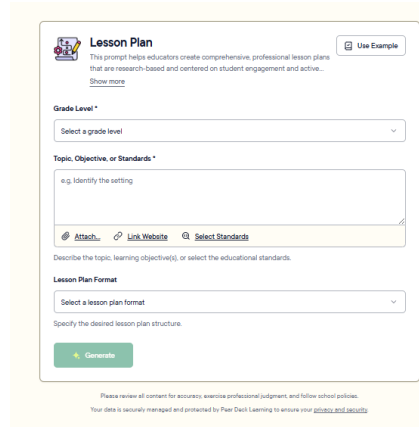 Lesson Plan
Use Example
This prompt helps educators create comprehensive, professional lesson plans
that are research-based and centered on student engagement and active...
Show more
Grade Level *
Select a grade level
Topic, Objective, or Standards *
e.g. Identify the setting
Attach... Link Website Select Standards
Describe the topic, learning objective(s), or select the educational standards.
Lesson Plan Format
Select a lesson plan format
Specify the desired lesson plan structure.
Generate
Please review all content for accuracy, exercise professional judgment, and follow school policies.
Your data is securely managed and protected by Pear Deck Learning to ensure your privacy and security.